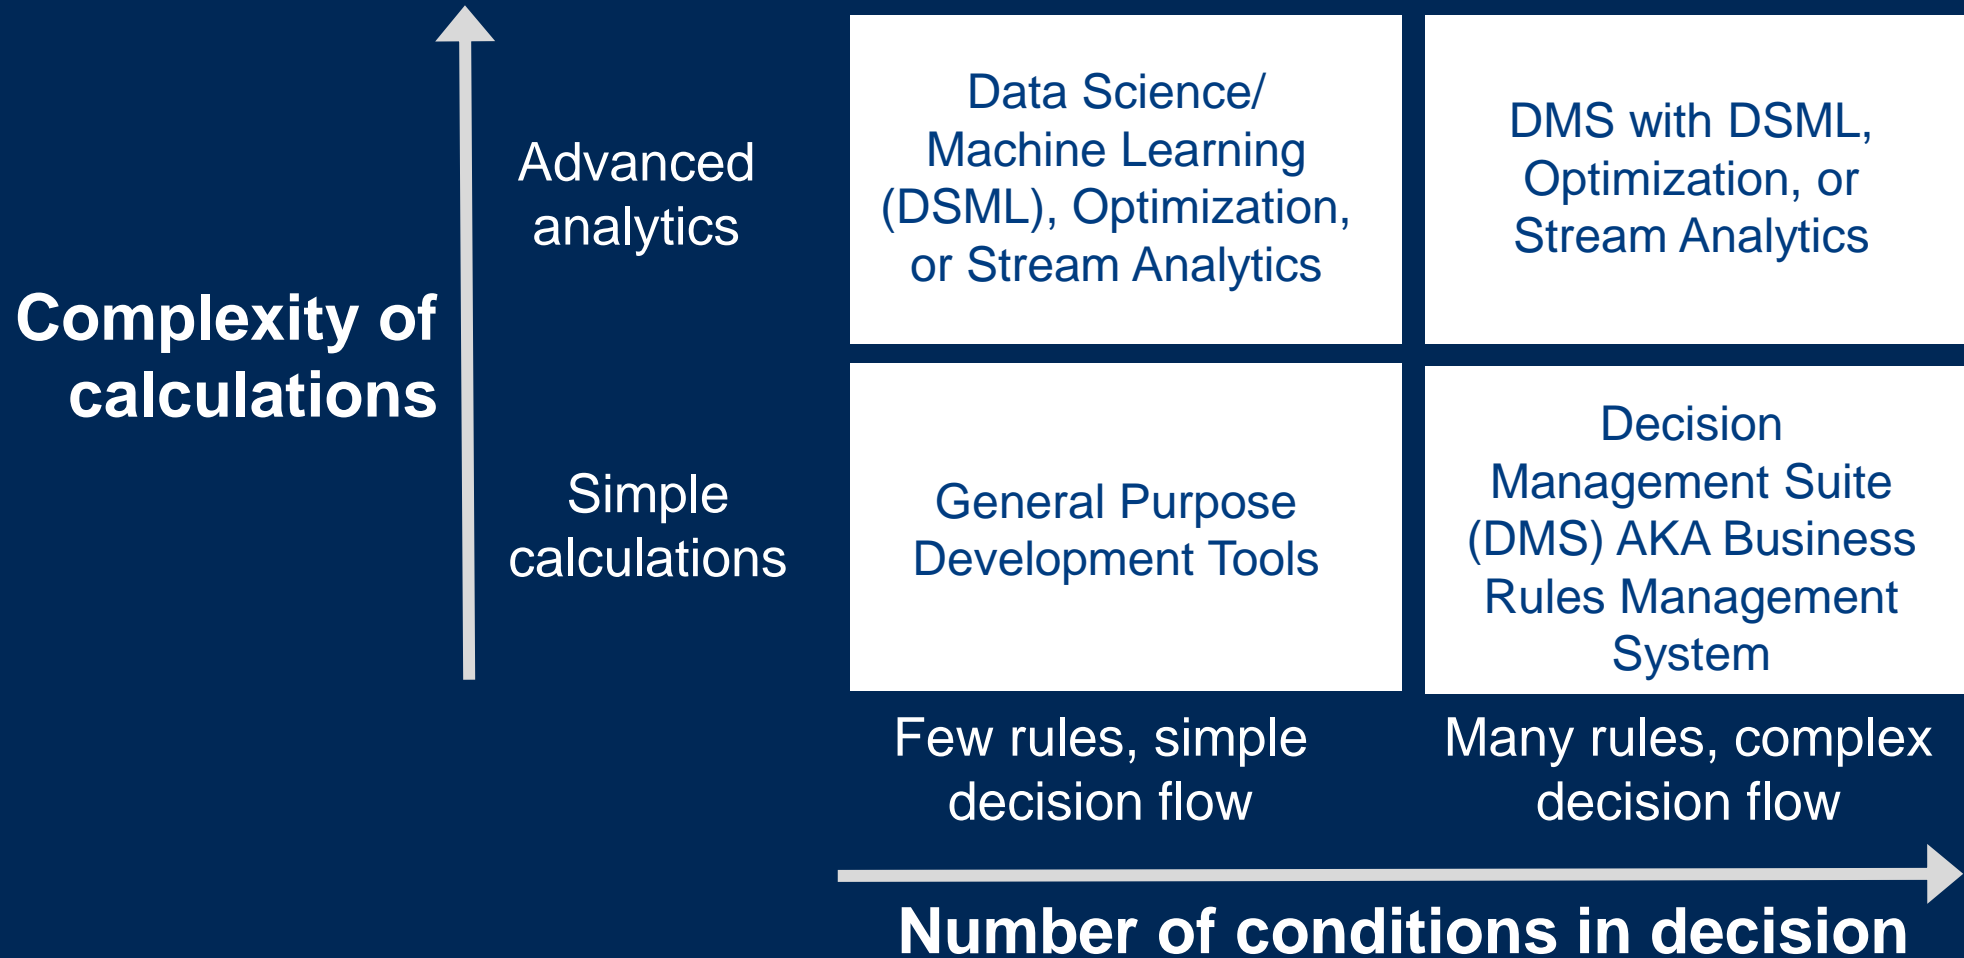 Complexity of
calculations
Advanced
analytics
Simple
calculations
Data Science/
Machine Learning
(DSML), Optimization,
or Stream Analytics
DMS with DSML,
Optimization, or
Stream Analytics
General Purpose
Development Tools
Decision
Management Suite
(DMS) AKA Business
Rules Management
System
Few rules, simple
decision flow
Many rules, complex
decision flow
Number of conditions in decision